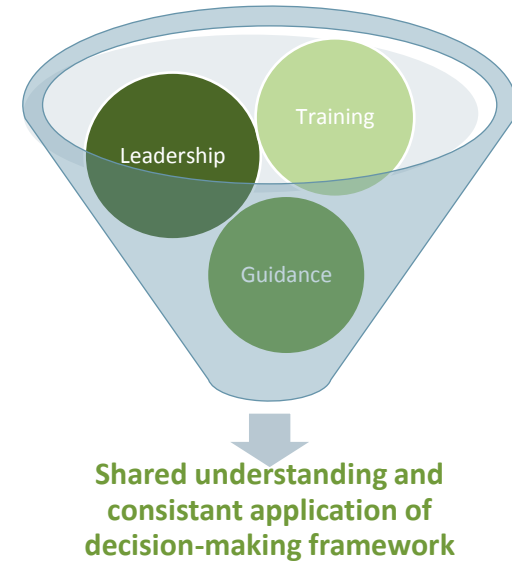 Training
Leadership
Guidance
Shared understanding and
consistant application of
decision-making framework